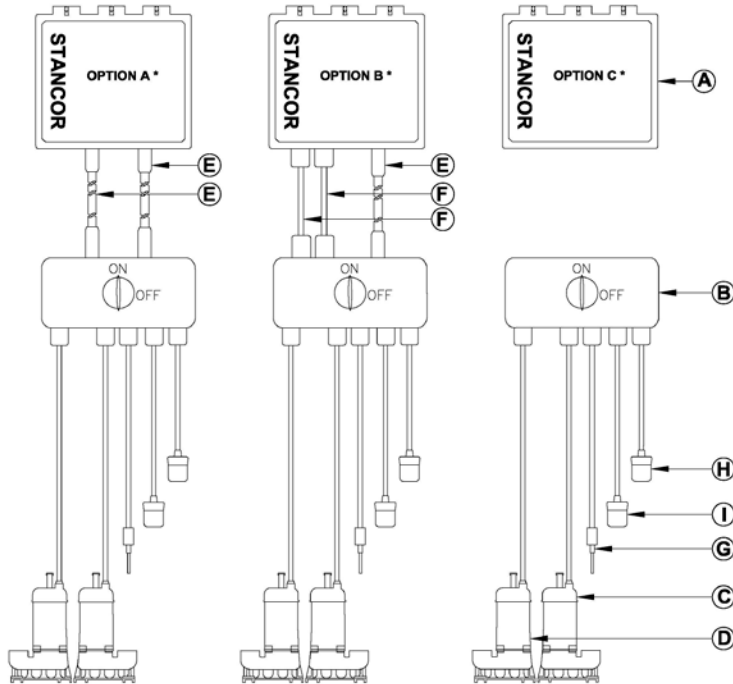 STANCOR
OPTION A *
STANCOR
OPTION B *
STANCOR
OPTION C *
A
E
E
E
F
F
ON
OFF
ON
OFF
ON
OFF
B
H
I
G
C
D